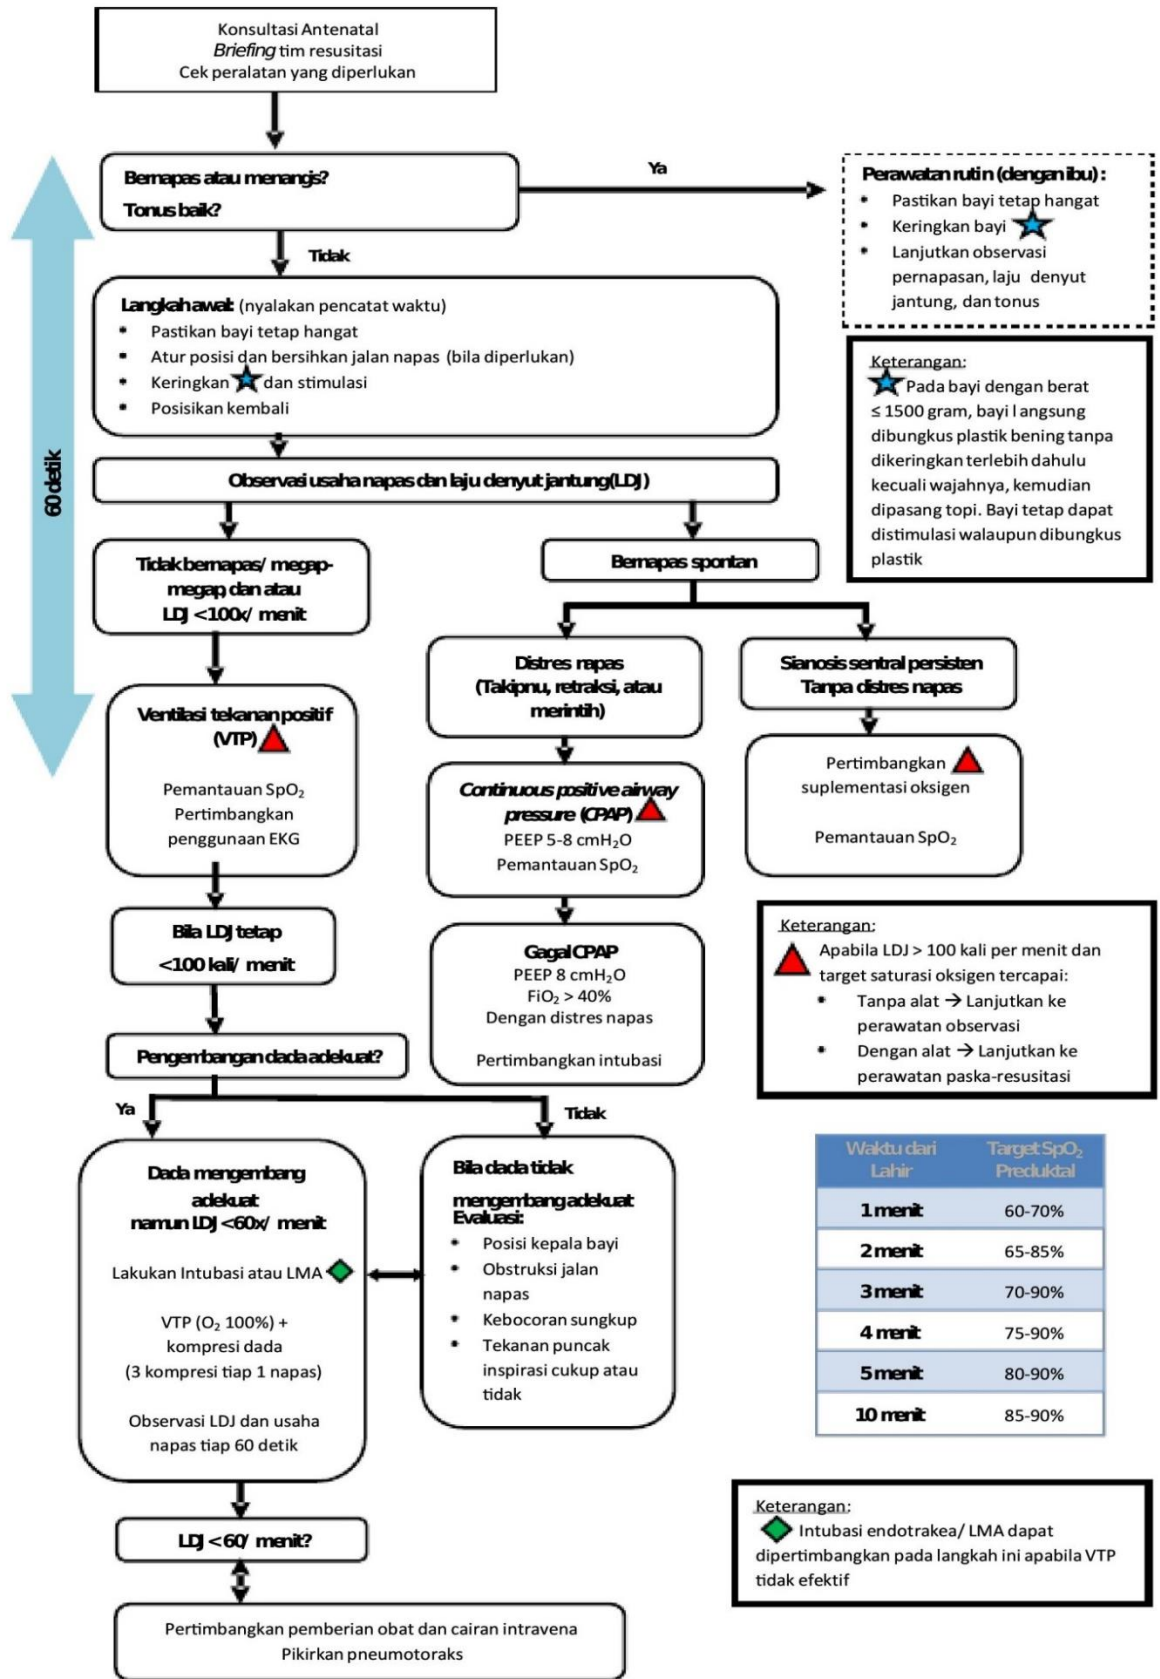 Konsultasi Antenatal
Briefing tim resusitasi
Cek peralatan yang diperlukan
Bernapas atau menangis?
Tonus baik?
Ya
Perawatan rutin (dengan ibu) :
• Pastikan bayi tetap hangat
• Keringkan bayi
• Lanjutkan observasi
pernapasan, laju denyut
jantung, dan tonus
Tidak
60 detik
Langkah awal: (nyalakan pencatat waktu)
• Pastikan bayi tetap hangat
• Atur posisi dan bersihkan jalan napas (bila diperlukan)
• Keringkan dan stimulasi
• Posisikan kembali
Keterangan:
Pada bayi dengan berat
≤ 1500 gram, bayi l angsung
dibungkus plastik bening tanpa
dikeringkan terlebih dahulu
kecuali wajahnya, kemudian
dipasang topi. Bayi tetap dapat
distimulasi walaupun dibungkus
plastik
Observasi usaha napas dan laju denyut jantung(LDJ)
Tidak bernapas/ megap-
megap, dan atau
LDJ <100x/ menit
Bernapas spontan
Distres napas
(Takipnu, retraksi, atau
merintih)
Sianosis sentral persisten
Tanpa distres napas
Ventilasi tekanan positif
(VTP)
Pemantauan SpO₂
Pertimbangkan
penggunaan EKG
Continuous positive airway
pressure (CPAP)
PEEP 5-8 cmH₂O
Pemantauan SpO₂
Pertimbangkan
suplementasi oksigen
Pemantauan SpO₂
Bila LDJ tetap
<100 kali/ menit
Gagal CPAP
PEEP 8 cmH₂O
FiO₂ > 40%
Dengan distres napas
Pertimbangkan intubasi
Keterangan:
Apabila LDJ > 100 kali per menit dan
target saturasi oksigen tercapai:
• Tanpa alat → Lanjutkan ke
perawatan observasi
• Dengan alat → Lanjutkan ke
perawatan paska-resusitasi
Pengembangan dada adekuat?
Ya
Tidak
Dada mengembang
adekuat
namun LDJ <60x/ menit
Lakukan Intubasi atau LMA
VTP (O₂ 100%) +
kompresi dada
(3 kompresi tiap 1 napas)
Observasi LDJ dan usaha
napas tiap 60 detik
Bila dada tidak
mengembang adekuat
Evaluasi:
• Posisi kepala bayi
• Obstruksi jalan
napas
• Kebocoran sungkup
• Tekanan puncak
inspirasi cukup atau
tidak
Waktu dari Lahir Target SpO₂ Preduktal
1 menit 60-70%
2 menit 65-85%
3 menit 70-90%
4 menit 75-90%
5 menit 80-90%
10 menit 85-90%
LDJ < 60/ menit?
Keterangan:
Intubasi endotrakea/ LMA dapat
dipertimbangkan pada langkah ini apabila VTP
tidak efektif
Pertimbangkan pemberian obat dan cairan intravena
Pikirkan pneumotoraks